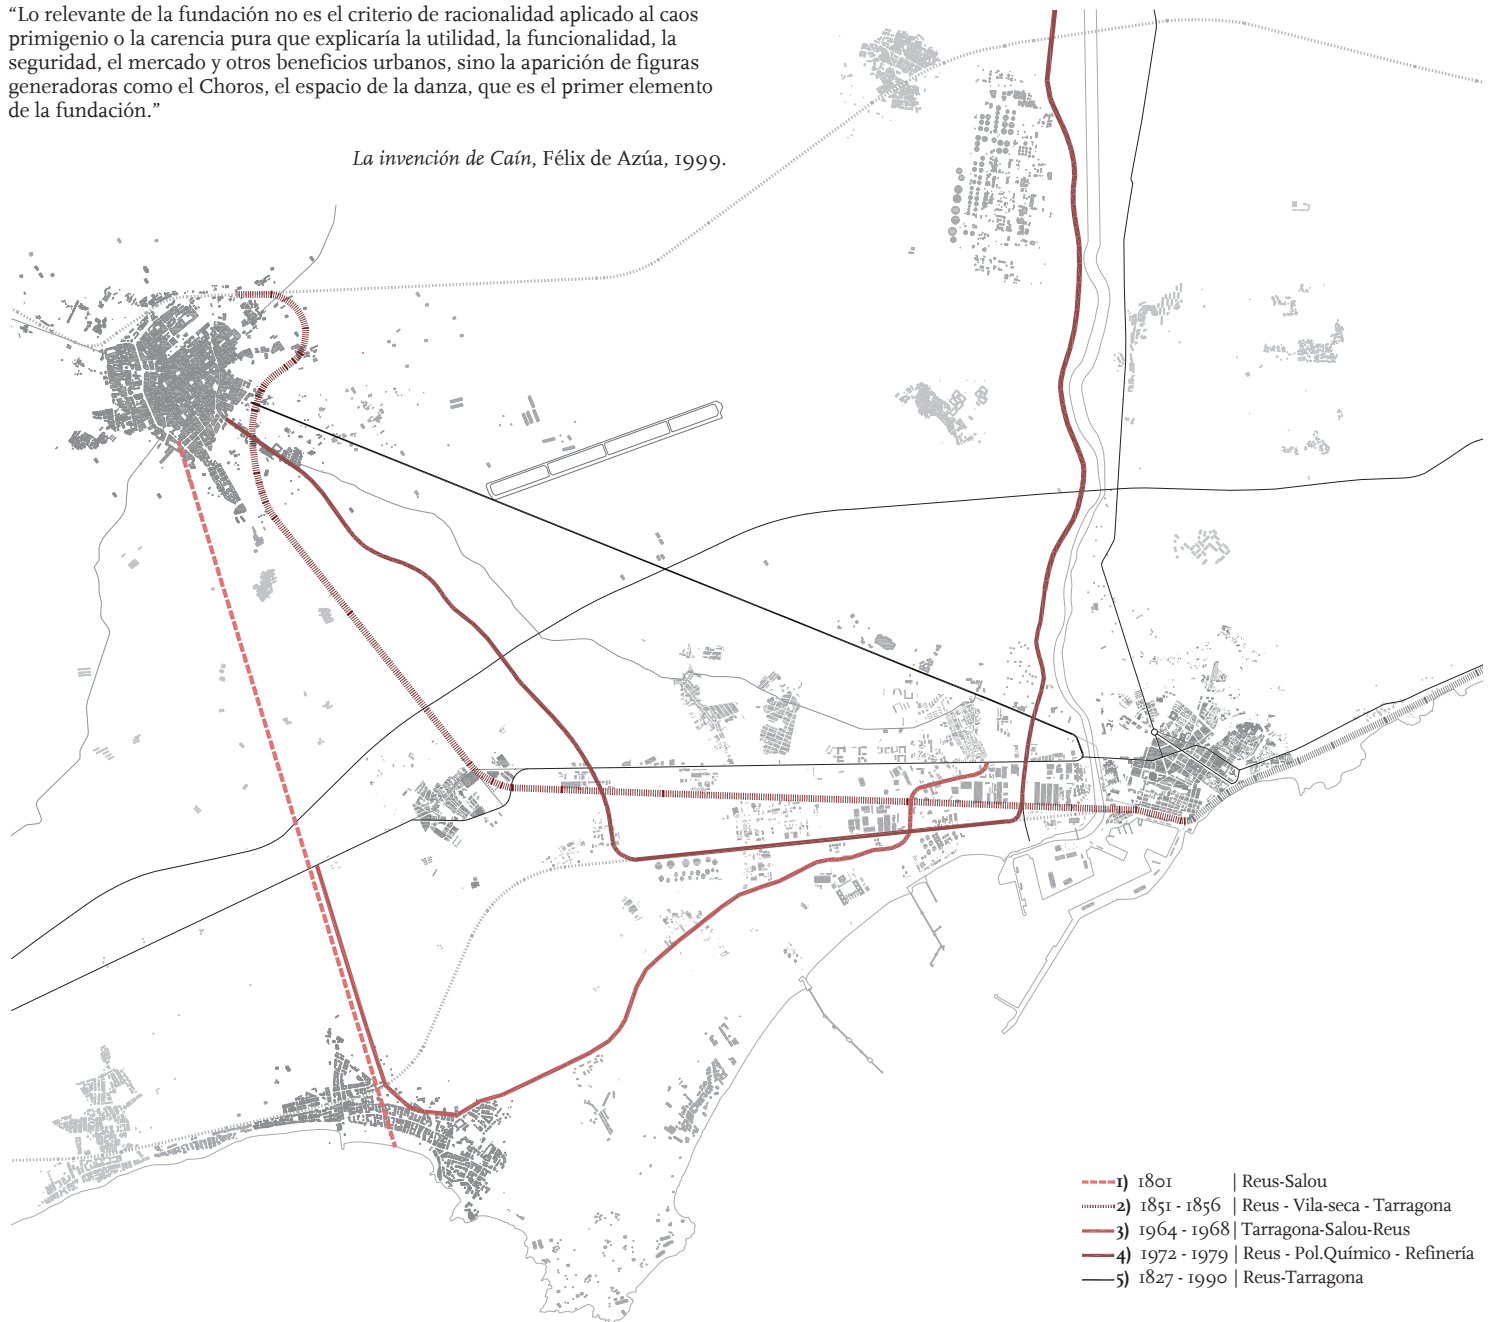 “Lo relevante de la fundación no es el criterio de racionalidad aplicado al caos
primigenio o la carencia pura que explicaría la utilidad, la funcionalidad, la
seguridad, el mercado y otros beneficios urbanos, sino la aparición de figuras
generadoras como el Choros, el espacio de la danza, que es el primer elemento
de la fundación.”
La invención de Caín, Félix de Azúa, 1999.
1) 1801 | Reus-Salou
2) 1851 - 1856 | Reus - Vila-seca - Tarragona
3) 1964 - 1968 | Tarragona-Salou-Reus
4) 1972 - 1979 | Reus - Pol.Químico - Refinería
5) 1827 - 1990 | Reus-Tarragona